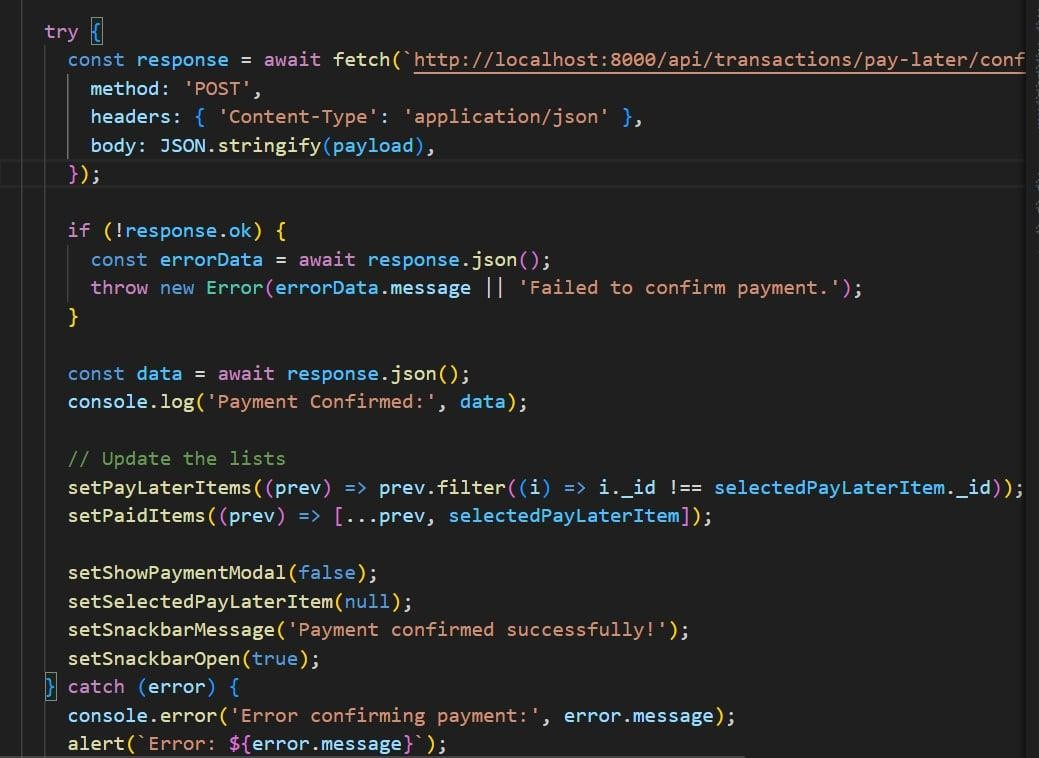 try {
const response = await fetch(`http://localhost:8000/api/transactions/pay-later/conf
method: 'POST',
headers: { 'Content-Type': 'application/json' },
body: JSON.stringify(payload),
});
if (!response.ok) {
const errorData = await response.json();
throw new Error(errorData.message || 'Failed to confirm payment.');
}
const data = await response.json();
console.log('Payment Confirmed:', data);
// Update the lists
setPayLaterItems((prev) => prev.filter((i) => i._id !== selectedPayLaterItem._id));
setPaidItems((prev) => [...prev, selectedPayLaterItem]);
setShowPaymentModal(false);
setSelectedPayLaterItem(null);
setSnackbarMessage('Payment confirmed successfully!');
setSnackbarOpen(true);
} catch (error) {
console.error('Error confirming payment:', error.message);
alert(`Error: ${error.message}`);